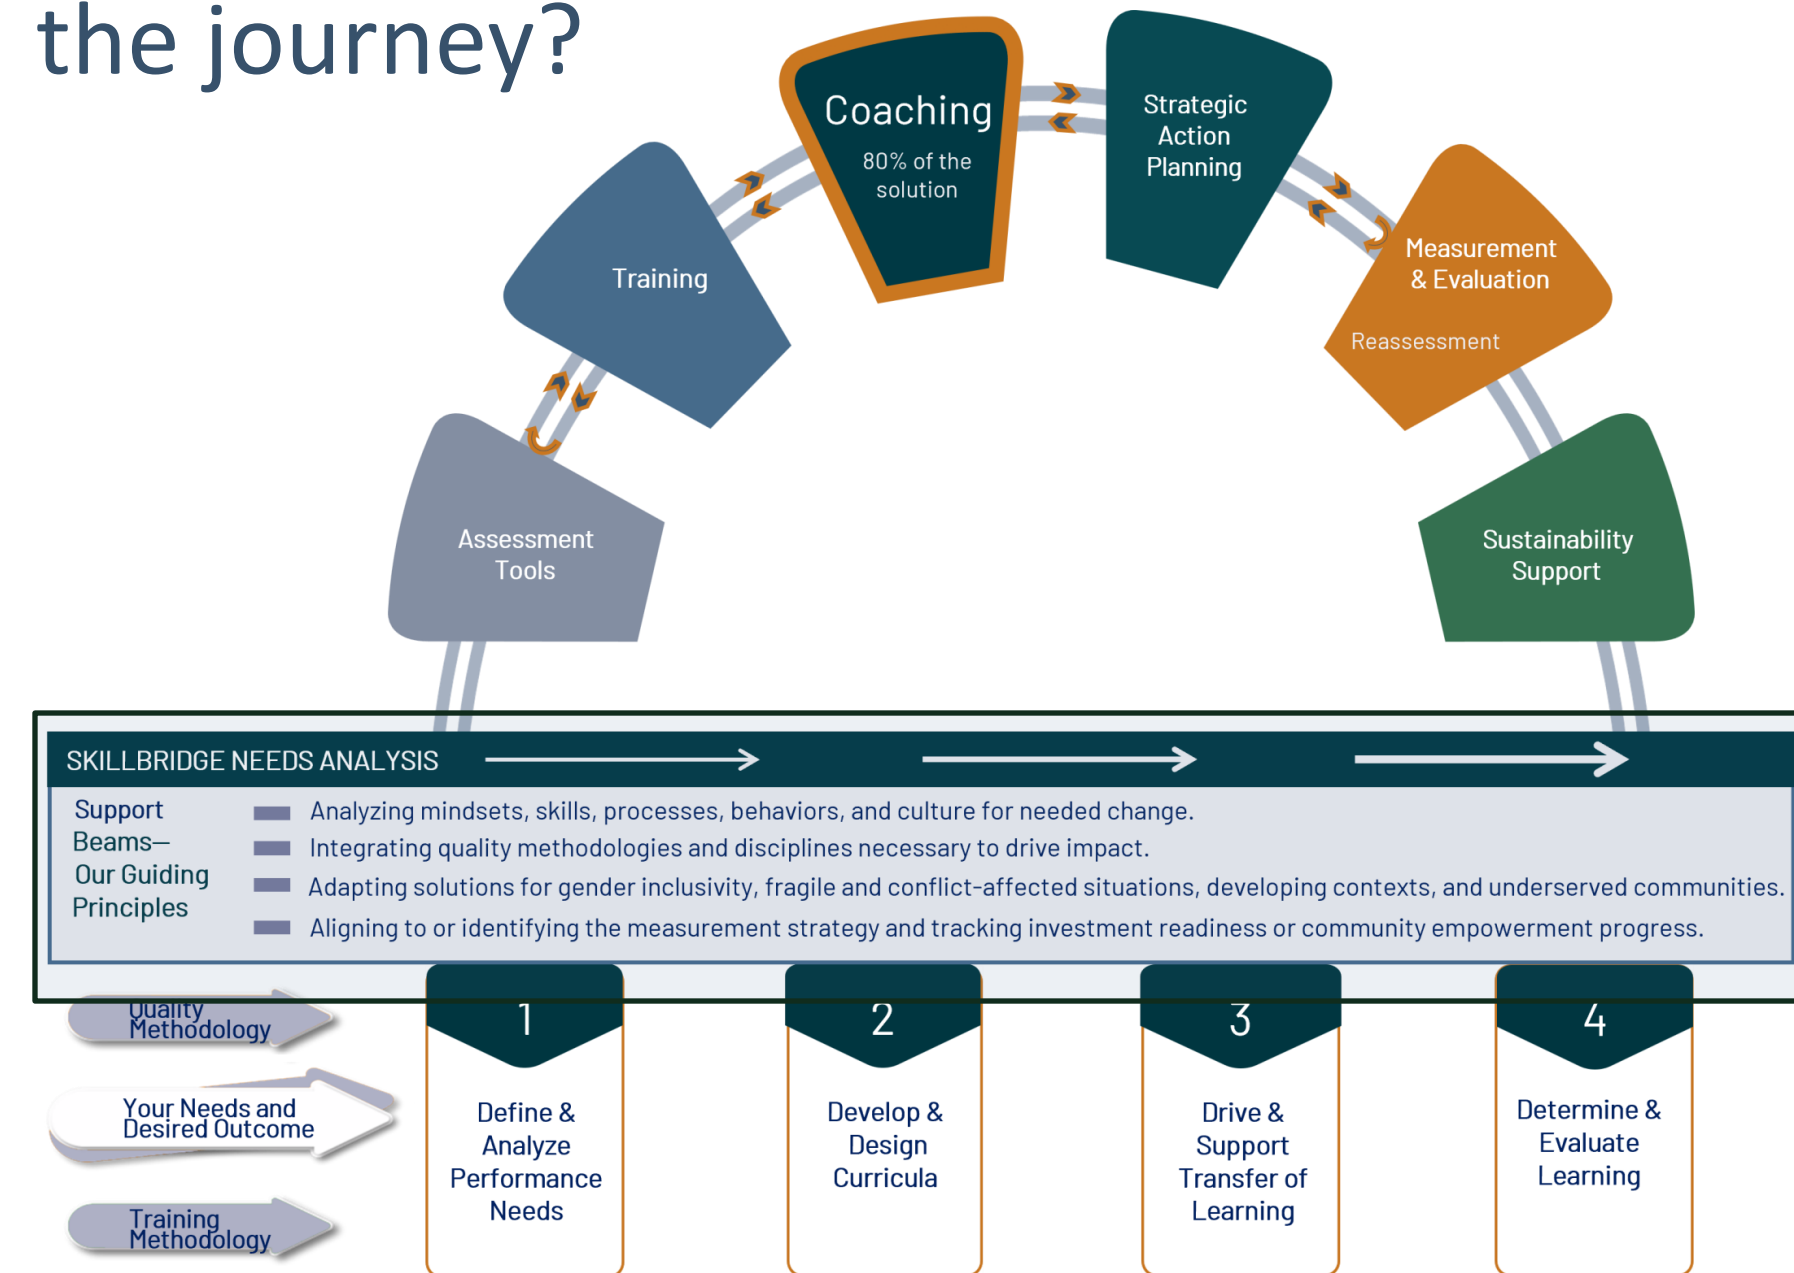 the journey?
Coaching
80% of the
solution
Strategic
Action
Planning
Training
Measurement
& Evaluation
Reassessment
Assessment
Tools
Sustainability
Support
SKILLBRIDGE NEEDS ANALYSIS
Support
Beams—
Our Guiding
Principles
Analyzing mindsets, skills, processes, behaviors, and culture for needed change.
Integrating quality methodologies and disciplines necessary to drive impact.
Adapting solutions for gender inclusivity, fragile and conflict-affected situations, developing contexts, and underserved communities.
Aligning to or identifying the measurement strategy and tracking investment readiness or community empowerment progress.
Quality
Methodology
Your Needs and
Desired Outcome
Training
Methodology
1
Define &
Analyze
Performance
Needs
2
Develop &
Design
Curricula
3
Drive &
Support
Transfer of
Learning
4
Determine &
Evaluate
Learning